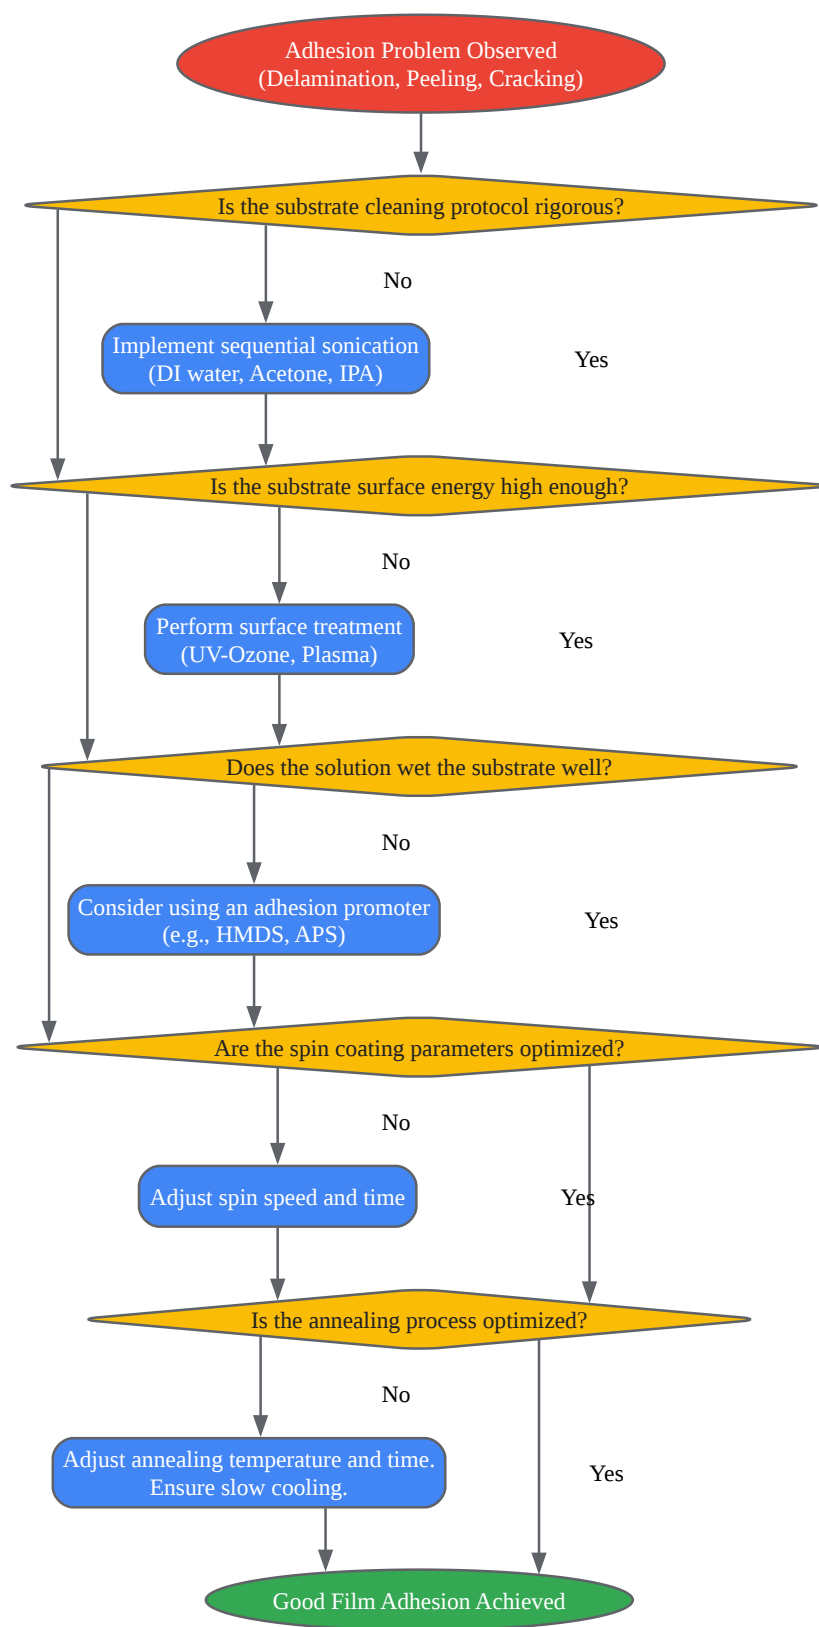 Adhesion Problem Observed
(Delamination, Peeling, Cracking)
Is the substrate cleaning protocol rigorous?
No
Implement sequential sonication
(DI water, Acetone, IPA)
Yes
Is the substrate surface energy high enough?
No
Perform surface treatment
(UV-Ozone, Plasma)
Yes
Does the solution wet the substrate well?
No
Consider using an adhesion promoter
(e.g., HMDS, APS)
Yes
Are the spin coating parameters optimized?
No
Adjust spin speed and time
Yes
Is the annealing process optimized?
No
Adjust annealing temperature and time.
Ensure slow cooling.
Yes
Good Film Adhesion Achieved